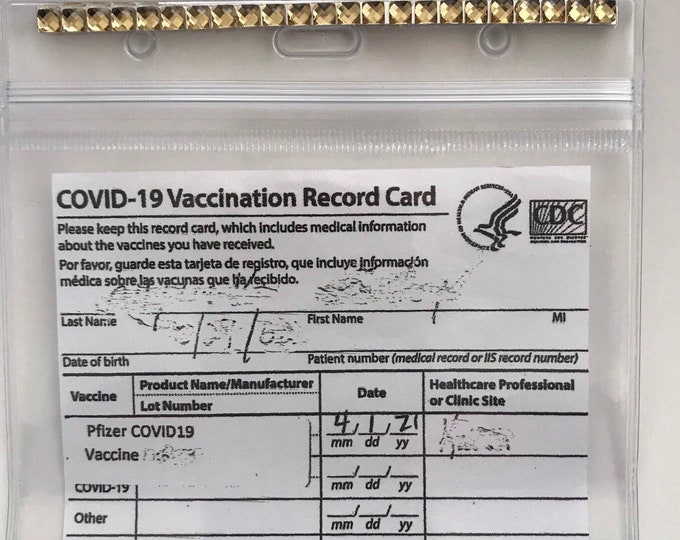 COVID-19 Vaccination Record Card
CDC
Please keep this record card, which includes medical information
about the vaccines you have received.
Por favor, guarde esta tarjeta de registro, que incluye información
médica sobre las vacunas que ha recibido.
Last Name First Name MI
Date of birth Patient number (medical record or IIS record number)
Vaccine Product Name/Manufacturer Date Healthcare Professional
Lot Number or Clinic Site
Pfizer COVID19 4/1/21
Vaccine mm dd yy
COVID-19 mm dd yy
Other mm dd yy